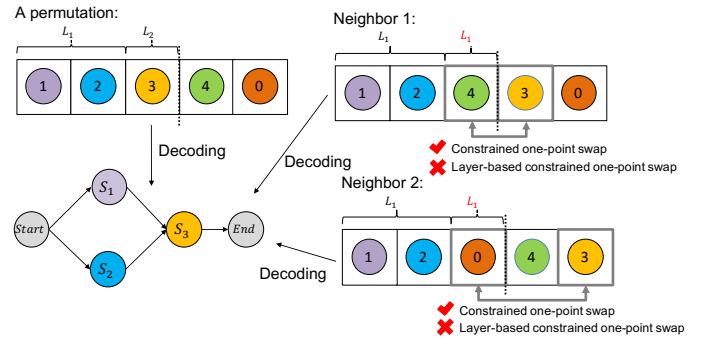 A permutation:
L₁ L₂
1 2 3 4 0
Decoding
Start
S₁
S₂
S₃
End
Neighbor 1:
L₁ L₁
1 2 4 3 0
Constrained one-point swap
Layer-based constrained one-point swap
Decoding
Neighbor 2:
L₁ L₁
1 2 0 4 3
Decoding
Constrained one-point swap
Layer-based constrained one-point swap